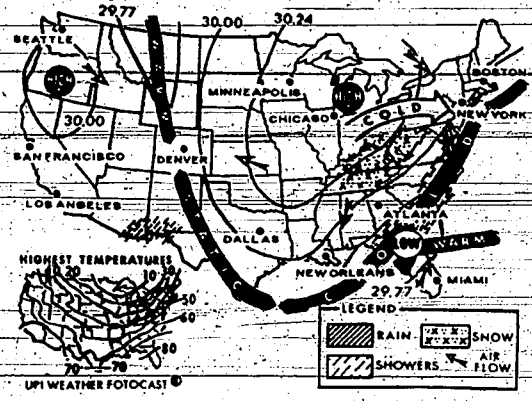 29.77
30.00
30.24
SEATTLE
BOSTON
MINNEAPOLIS
COLD
NEW YORK
CHICAGO
30.00
SAN FRANCISCO
DENVER
LOS ANGELES
ATLANTA
DALLAS
LOW
WARM
HIGHEST TEMPERATURES
NEW ORLEANS
MIAMI
29.77
20
10
50
60
80
70
70
LEGEND
RAIN
SNOW
SHOWERS
AIR
FLOW
UPI WEATHER FOTOCAST ©